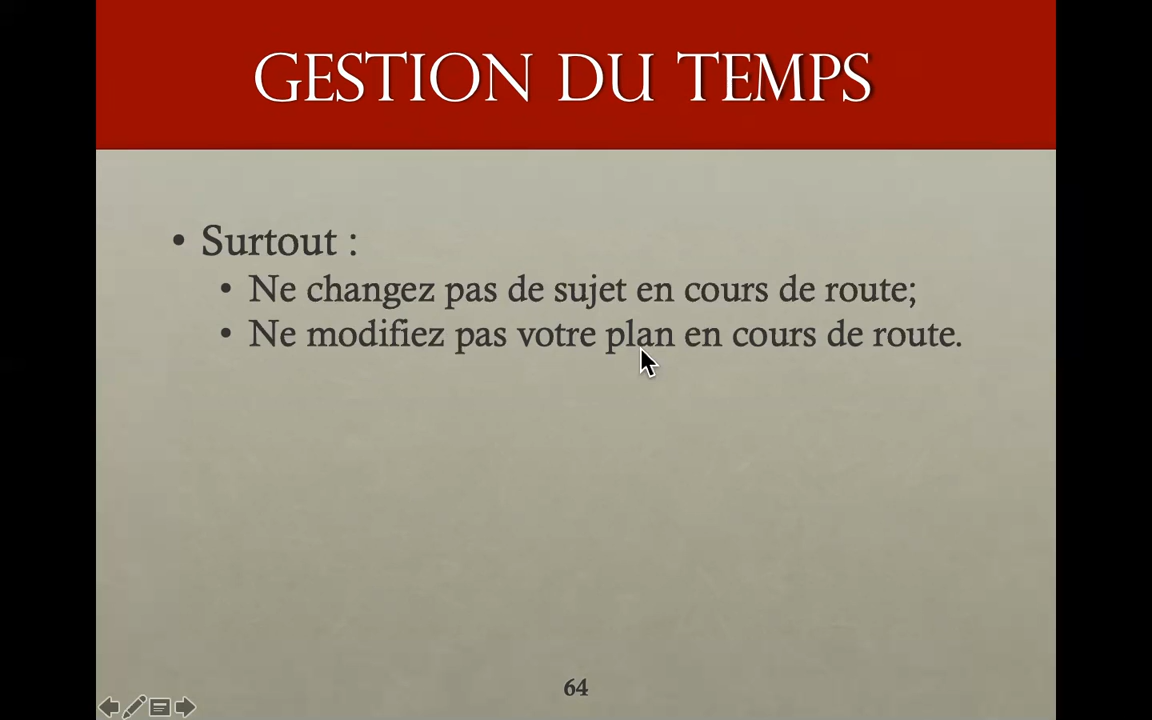 GESTION DU TEMPS
• Surtout :
• Ne changez pas de sujet en cours de route;
• Ne modifiez pas votre plan en cours de route.
64